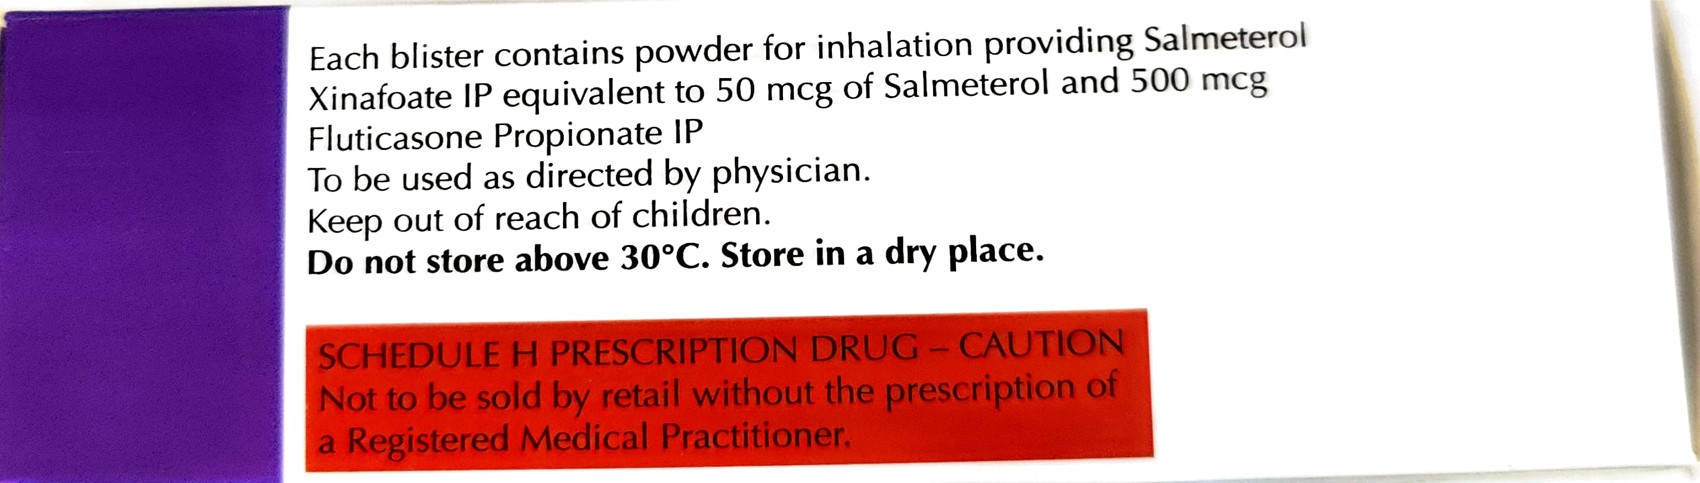 Each blister contains powder for inhalation providing Salmeterol
Xinafoate IP equivalent to 50 mcg of Salmeterol and 500 mcg
Fluticasone Propionate IP
To be used as directed by physician.
Keep out of reach of children.
Do not store above 30°C. Store in a dry place.
SCHEDULE H PRESCRIPTION DRUG – CAUTION
Not to be sold by retail without the prescription of
a Registered Medical Practitioner.